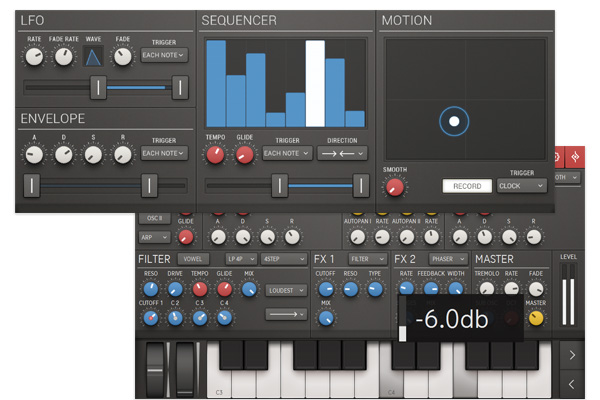 LFO
RATE FADE RATE WAVE FADE
TRIGGER
EACH NOTE
ENVELOPE
A D S R
TRIGGER
EACH NOTE
SEQUENCER
TEMPO GLIDE
TRIGGER
EACH NOTE
DIRECTION
MOTION
SMOOTH
RECORD
TRIGGER
CLOCK
OTH
OSC II
ARP
GLIDE
A D S R
AUTOPAN I RATE AUTOPAN II RATE
A D S R
FILTER
VOWEL
LP 4P
4STEP
RESO DRIVE TEMPO GLIDE MIX
LOUDEST
CUTOFF 1 C 2 C 3 C 4
FX 1
FILTER
CUTOFF RESO TYPE
MIX
FX 2
PHASER
RATE FEEDBACK WIDTH
MASTER
TREMOLO RATE FADE
MASTER
LEVEL
-6.0db
C3
C4